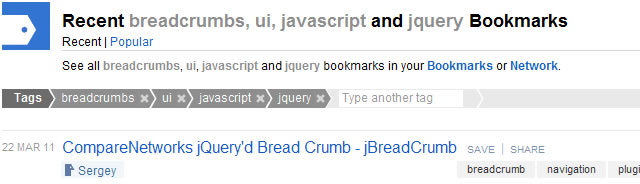 Recent breadcrumbs, ui, javascript and jquery Bookmarks
Recent | Popular
See all breadcrumbs, ui, javascript and jquery bookmarks in your Bookmarks or Network.
Tags breadcrumbs × ui × javascript × jquery × Type another tag
22 MAR 11 CompareNetworks jQuery'd Bread Crumb - jBreadCrumb SAVE | SHARE
Sergey breadcrumb navigation plugi